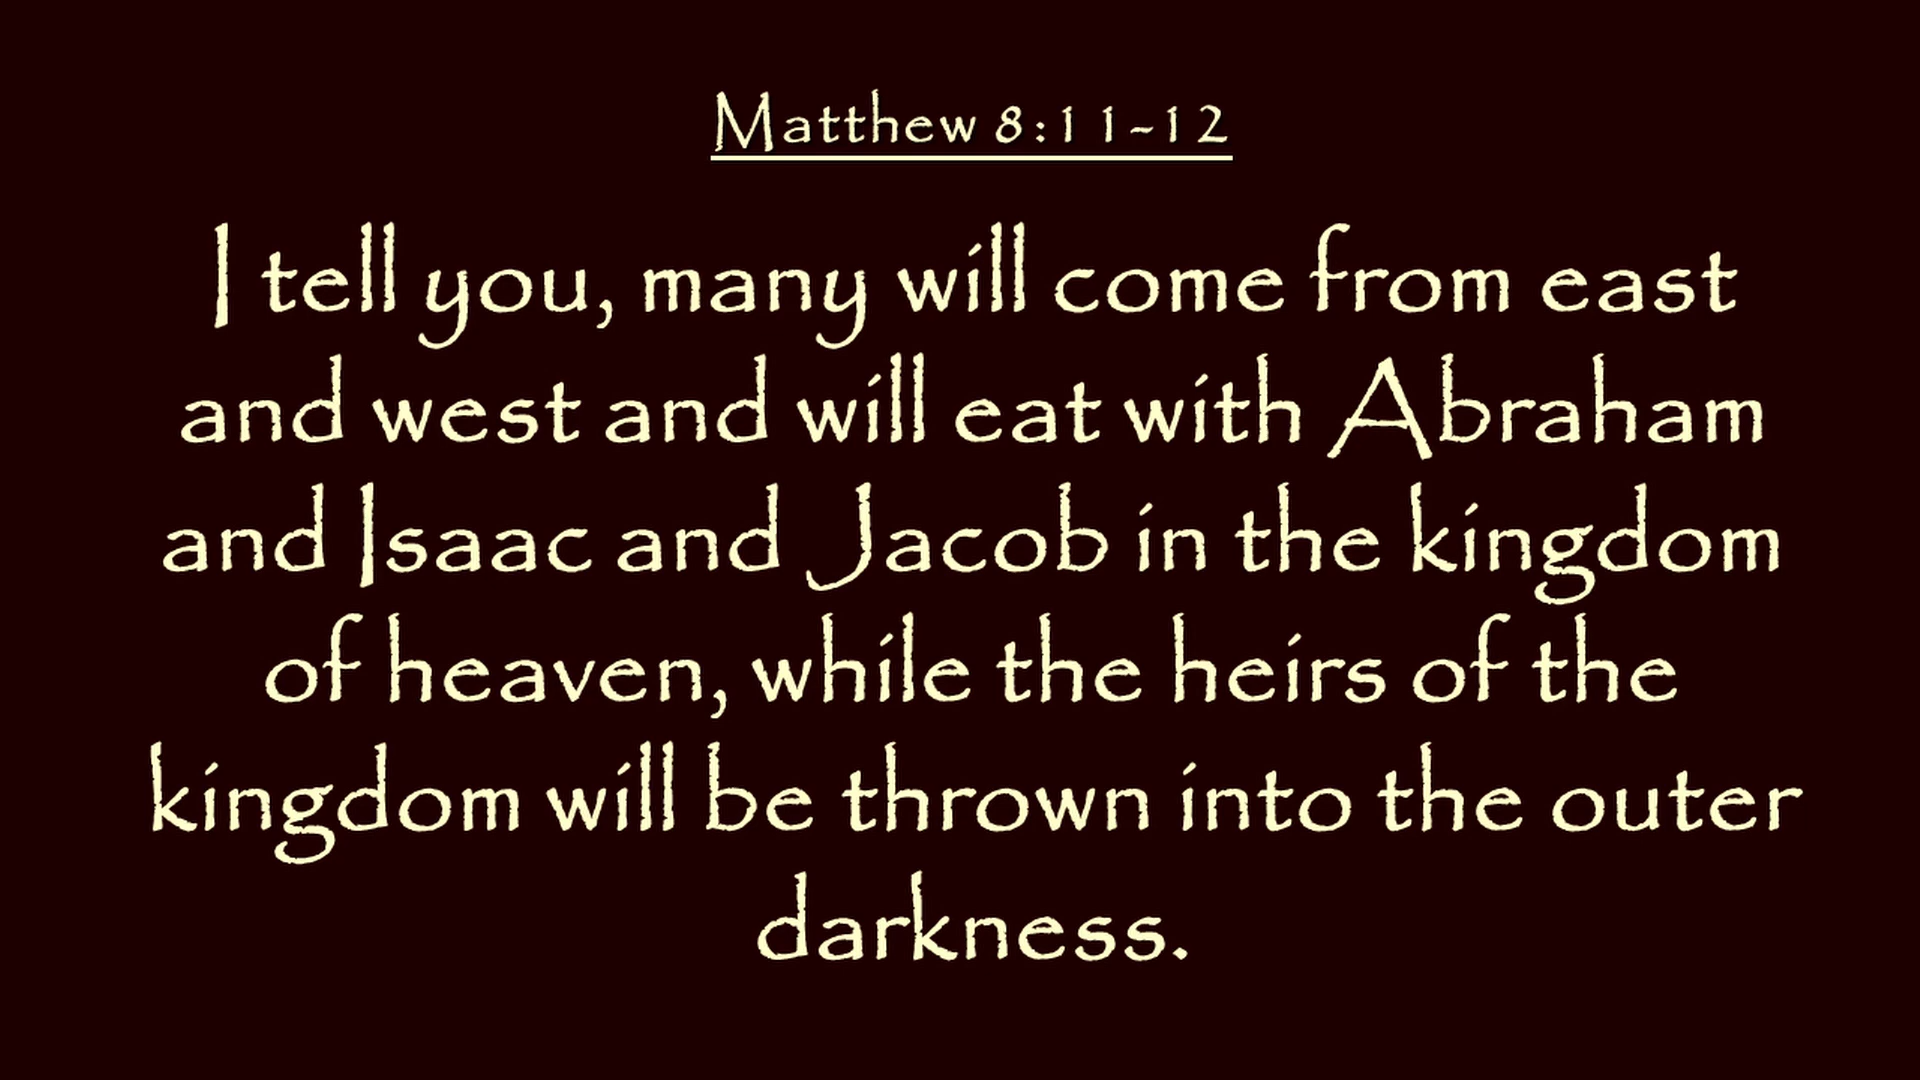 Matthew 8:11-12
I tell you, many will come from east
and west and will eat with Abraham
and Isaac and Jacob in the kingdom
of heaven, while the heirs of the
kingdom will be thrown into the outer
darkness.